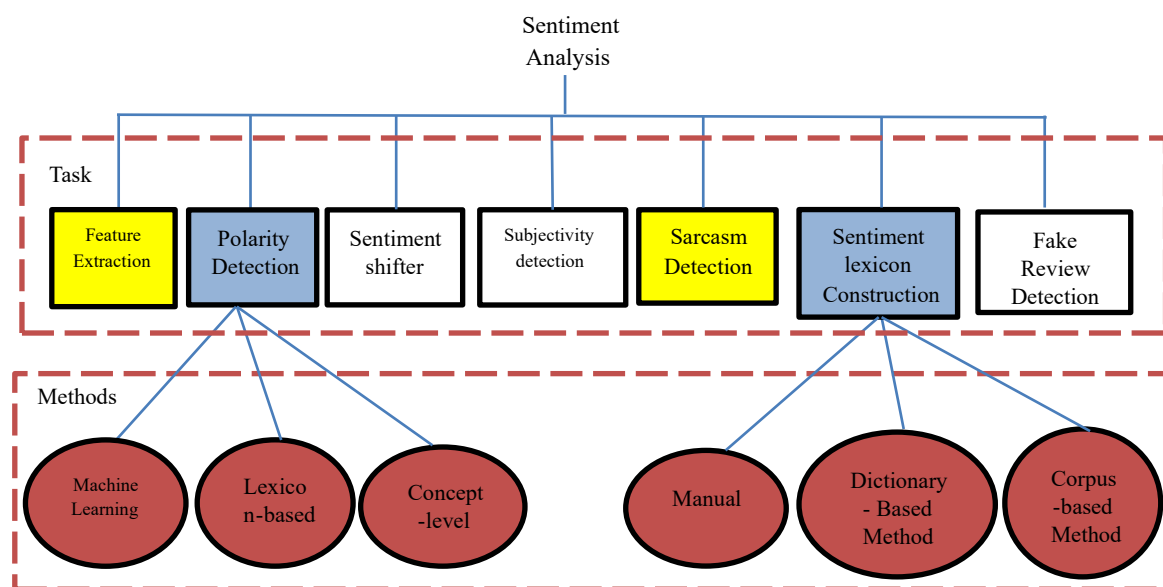 Sentiment
Analysis
Task
Feature
Extraction
Polarity
Detection
Sentiment
shifter
Subjectivity
detection
Sarcasm
Detection
Sentiment
lexicon
Construction
Fake
Review
Detection
Methods
Machine
Learning
Lexico
n-based
Concept
-level
Manual
Dictionary
- Based
Method
Corpus
-based
Method